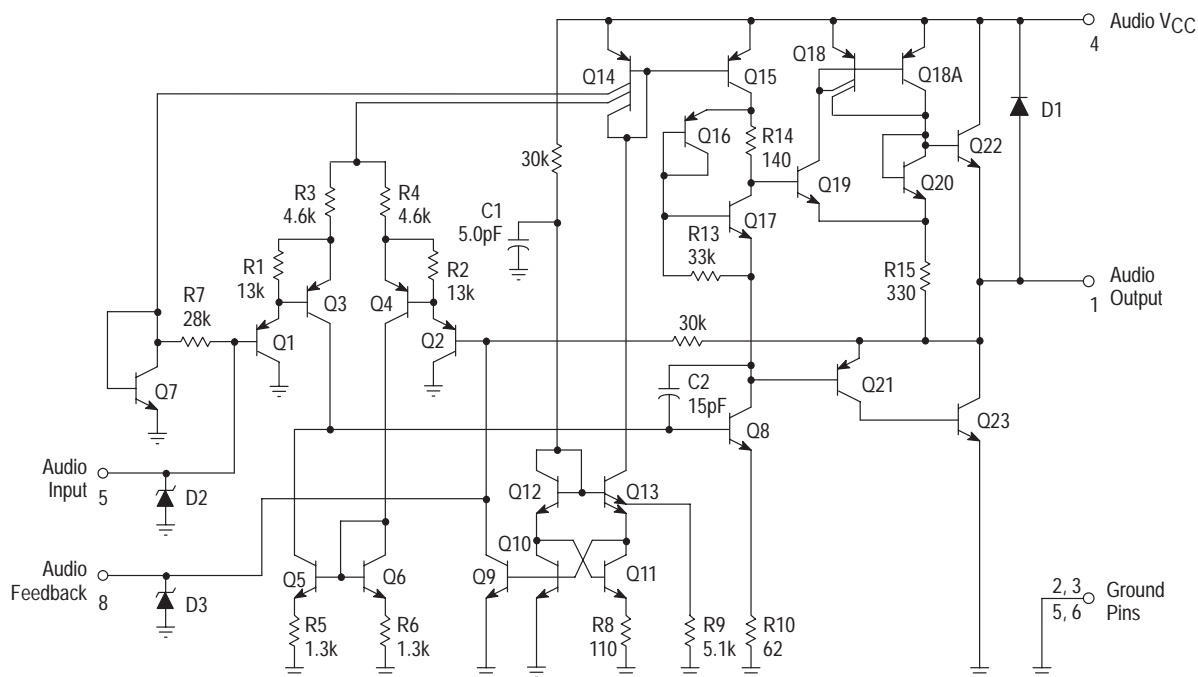 Audio VCC
4
Q14
Q15
Q18
Q18A
D1
Q16
R14
140
Q22
30k
Q19
Q20
R3
4.6k
R4
4.6k
C1
5.0pF
Q17
R13
33k
R1
13k
R2
13k
R15
330
Audio
Output
1
R7
28k
Q3
Q4
Q1
Q2
30k
Q7
C2
15pF
Q21
Q8
Q23
Audio
Input
5
D2
Q12
Q13
Q10
Q5
Q6
Q9
Q11
Audio
Feedback
8
D3
R5
1.3k
R6
1.3k
R8
110
R9
5.1k
R10
62
2, 3
5, 6
Ground
Pins